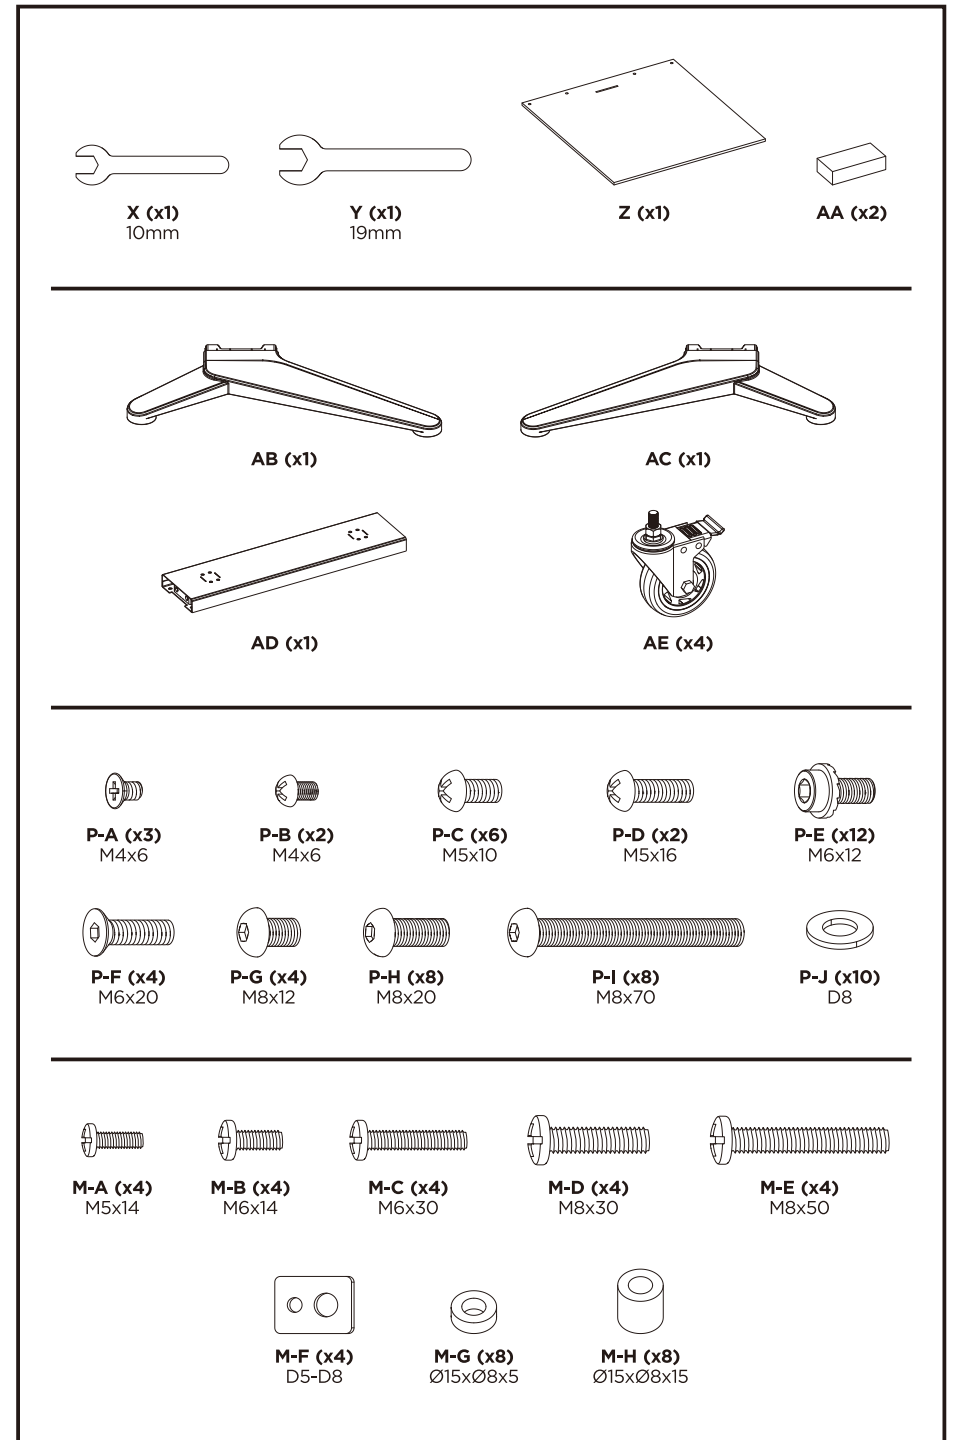 X (x1)
10mm
Y (x1)
19mm
Z (x1)
AA (x2)
AB (x1)
AC (x1)
AD (x1)
AE (x4)
P-A (x3)
M4x6
P-B (x2)
M4x6
P-C (x6)
M5x10
P-D (x2)
M5x16
P-E (x12)
M6x12
P-F (x4)
M6x20
P-G (x4)
M8x12
P-H (x8)
M8x20
P-I (x8)
M8x70
P-J (x10)
D8
M-A (x4)
M5x14
M-B (x4)
M6x14
M-C (x4)
M6x30
M-D (x4)
M8x30
M-E (x4)
M8x50
M-F (x4)
D5-D8
M-G (x8)
Ø15xØ8x5
M-H (x8)
Ø15xØ8x15